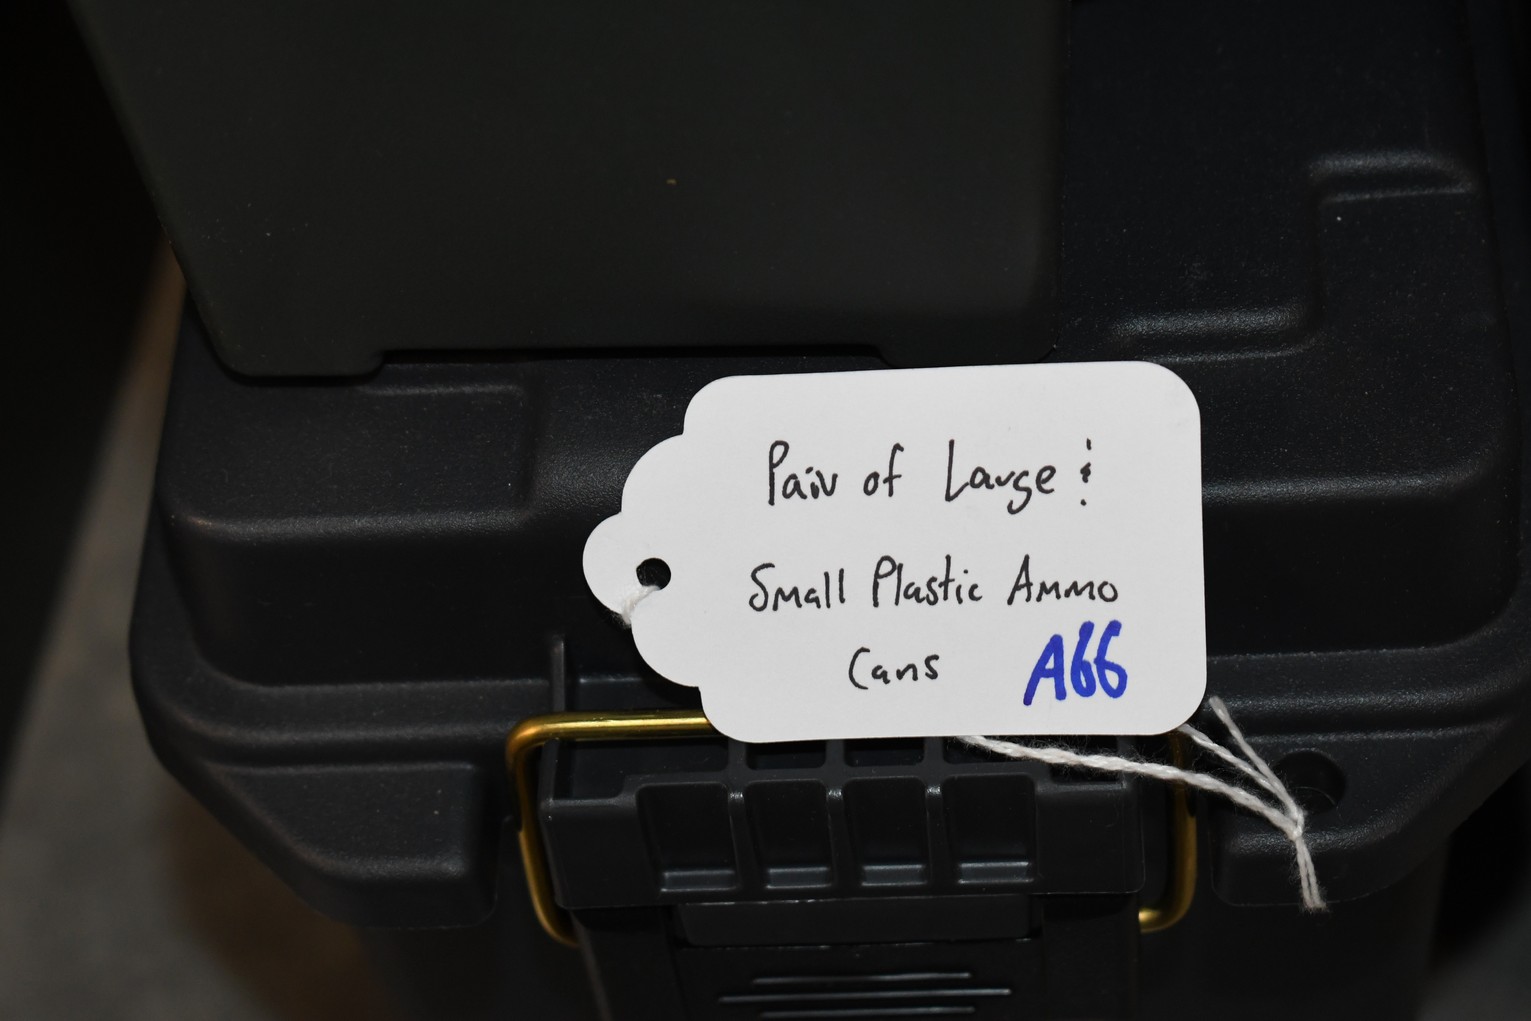 Pair of Large &
Small Plastic Ammo
Cans A66